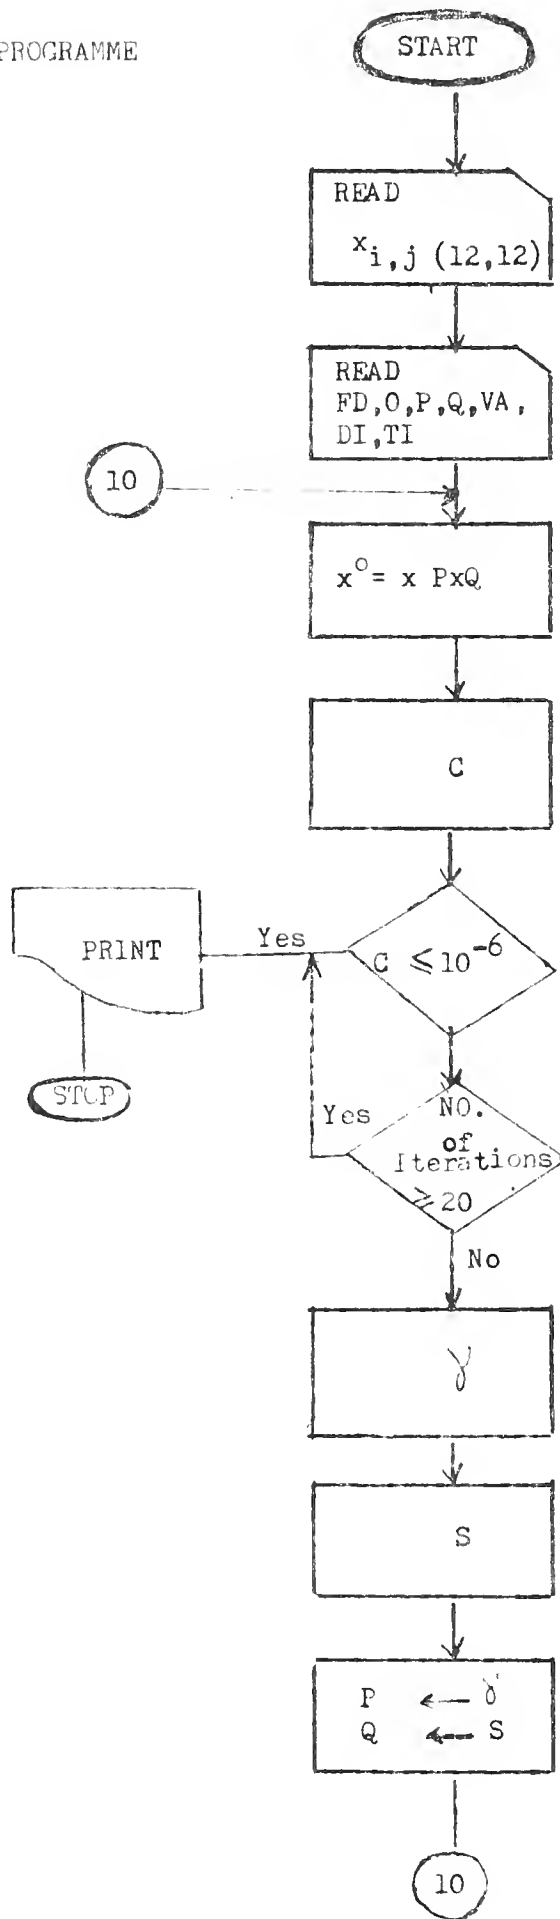 PROGRAMME
START
READ
x i,j (12,12)
READ
FD,O,P,Q,VA,
DI,TI
10
x° = x PxQ
C
PRINT
Yes
C ⩽ 10⁻⁶
STOP
Yes
NO.
of
Iterations
⩾ 20
No
γ
S
P ← γ
Q ← S
10